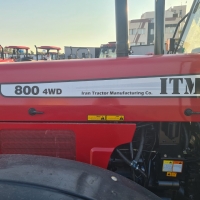 800 4WD
Iran Tractor Manufacturing Co.
ITM